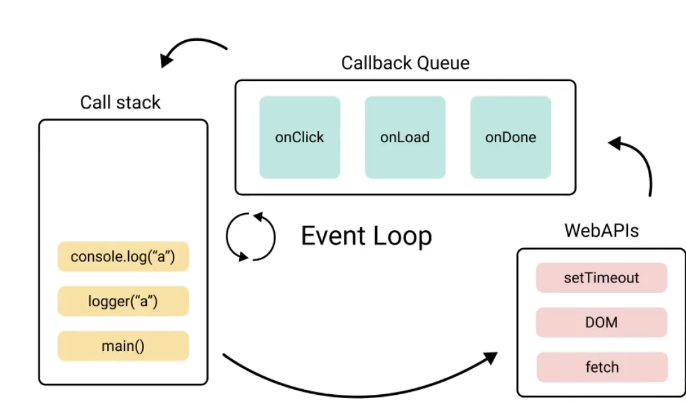 Callback Queue
Call stack
onClick
onLoad
onDone
Event Loop
WebAPIs
console.log(“a”)
logger(“a”)
main()
setTimeout
DOM
fetch